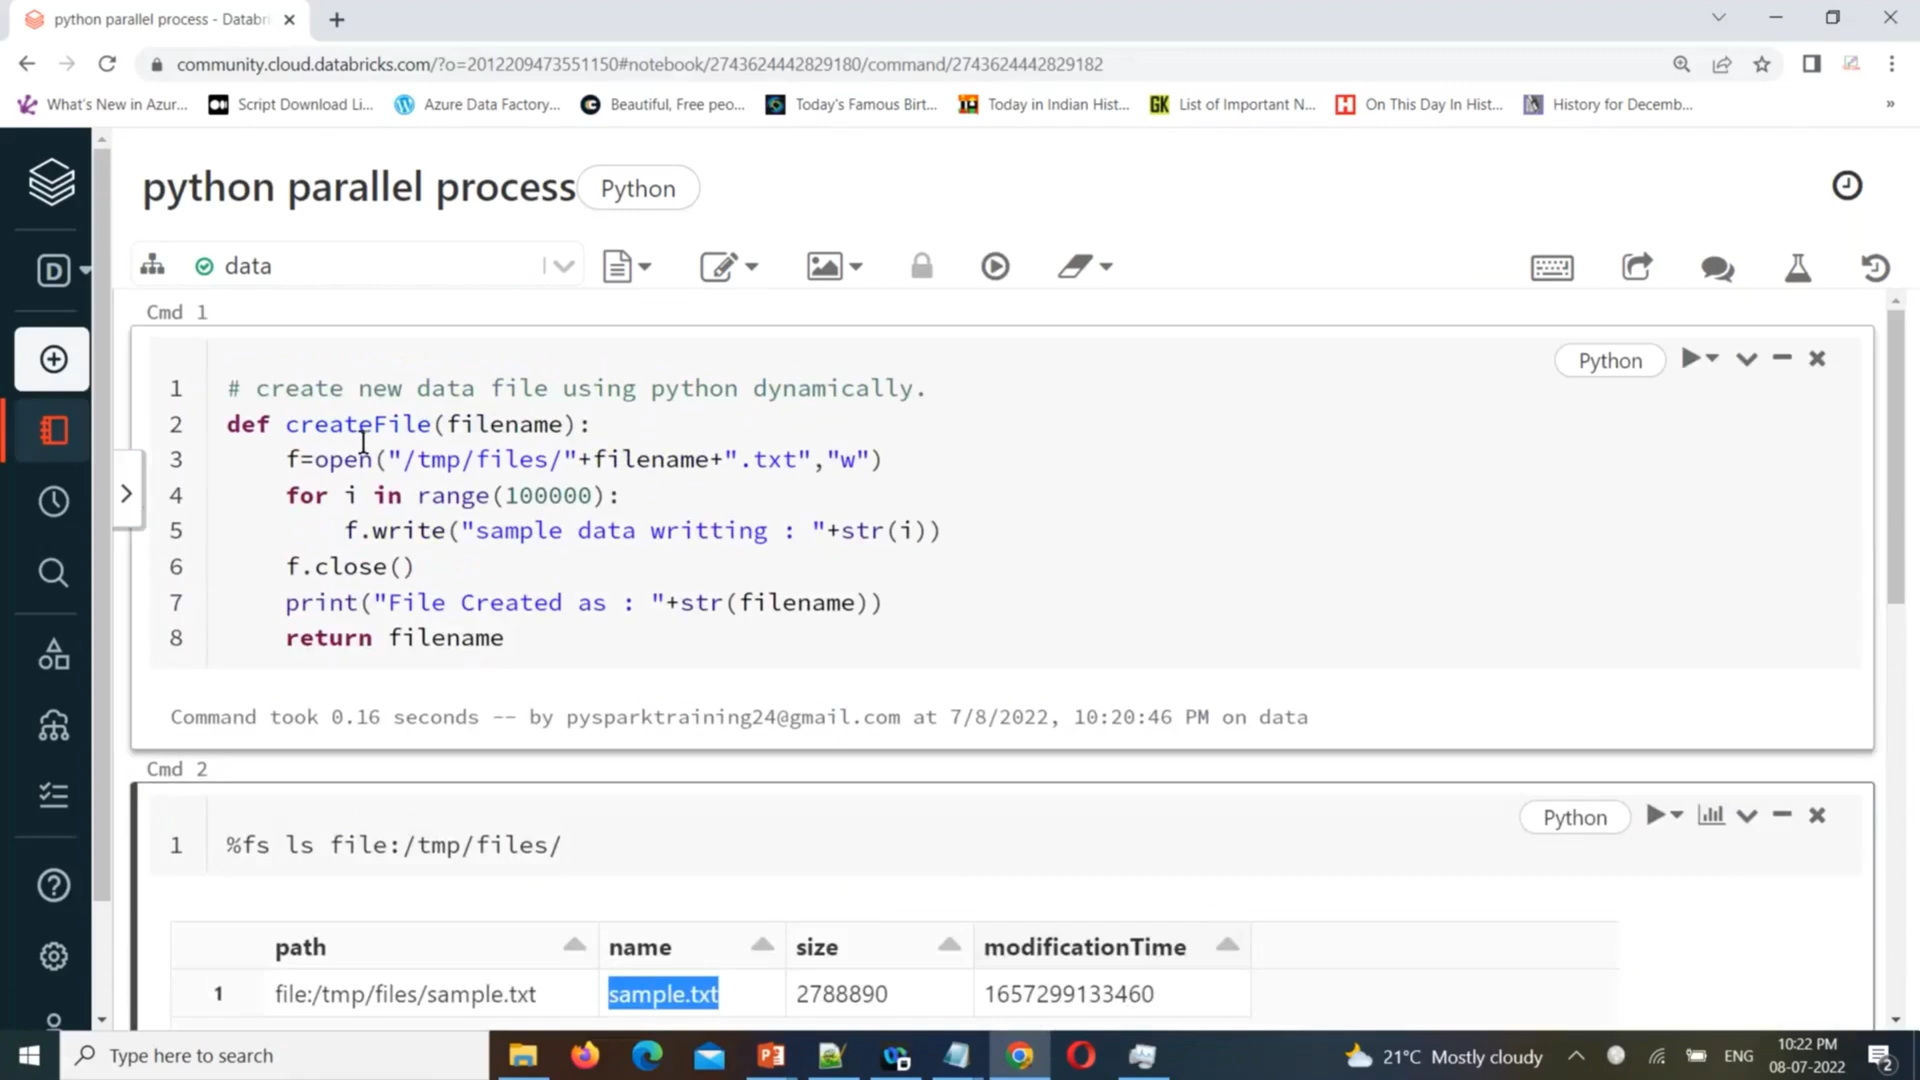 python parallel process - Databri
community.cloud.databricks.com/?o=2012209473551150#notebook/2743624442829180/command/2743624442829182
What's New in Azur...
Script Download Li...
Azure Data Factory...
Beautiful, Free peo...
Today's Famous Birt...
Today in Indian Hist...
GK List of Important N...
H On This Day In Hist...
History for Decemb...
»
python parallel process
Python
D
data
Cmd 1
Python
1 # create new data file using python dynamically.
2 def createFile(filename):
3 f=open("/tmp/files/"+filename+".txt","w")
4 for i in range(100000):
5 f.write("sample data writting : "+str(i))
6 f.close()
7 print("File Created as : "+str(filename))
8 return filename
Command took 0.16 seconds -- by pysparktraining24@gmail.com at 7/8/2022, 10:20:46 PM on data
Cmd 2
Python
1 %fs ls file:/tmp/files/
path name size modificationTime
1 file:/tmp/files/sample.txt sample.txt 2788890 1657299133460
Type here to search
21°C Mostly cloudy
ENG
10:22 PM
08-07-2022
2